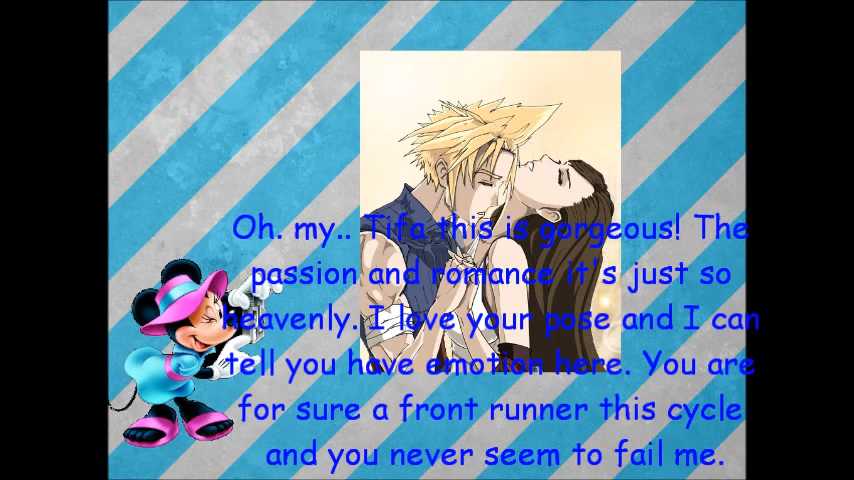 Oh. my.. Tifa this is gorgeous! The
passion and romance it's just so
heavenly. I love your pose and I can
tell you have emotion here. You are
for sure a front runner this cycle
and you never seem to fail me.